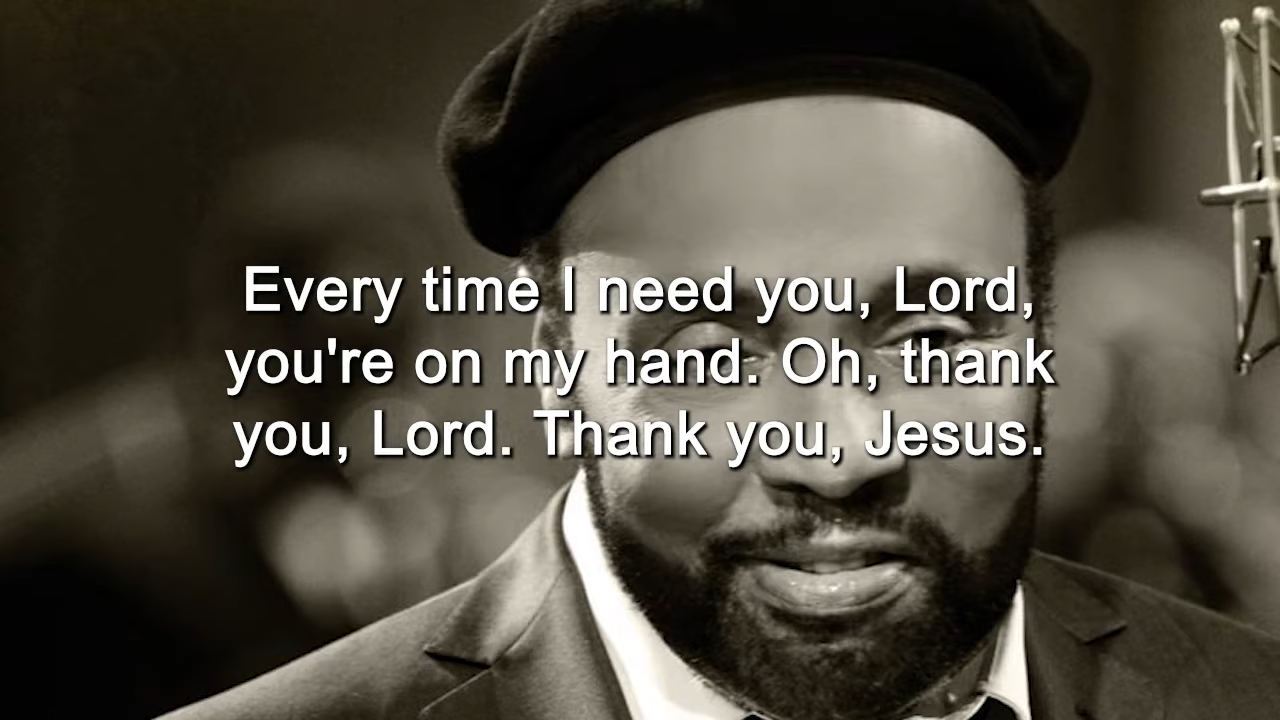 Every time I need you, Lord,
you're on my hand. Oh, thank
you, Lord. Thank you, Jesus.